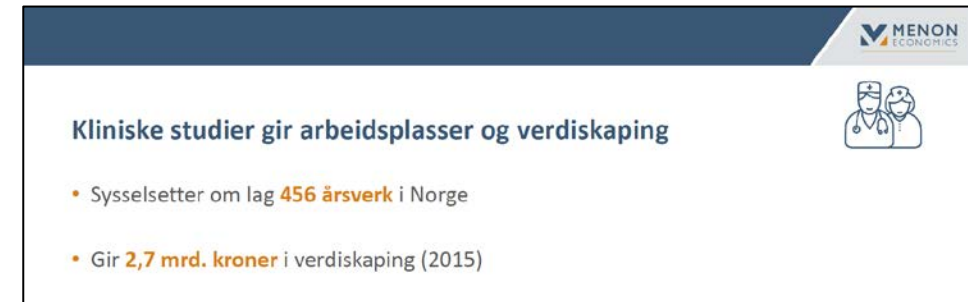 MENON
ECONOMICS
Kliniske studier gir arbeidsplasser og verdiskaping
• Sysselsetter om lag 456 årsverk i Norge
• Gir 2,7 mrd. kroner i verdiskaping (2015)